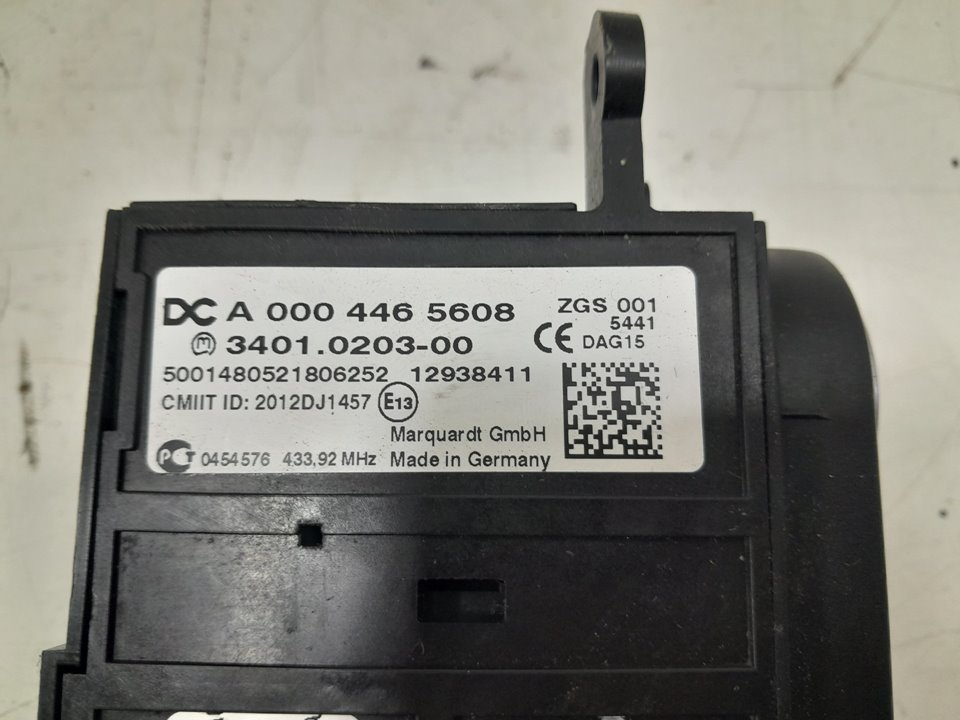 DC A 000 446 5608 ZGS 001
5441
3401.0203-00 CE DAG15
5001480521806252 12938411
CMIIT ID: 2012DJ1457 E13
Marquardt GmbH
PCT 0454576 433,92 MHz Made in Germany